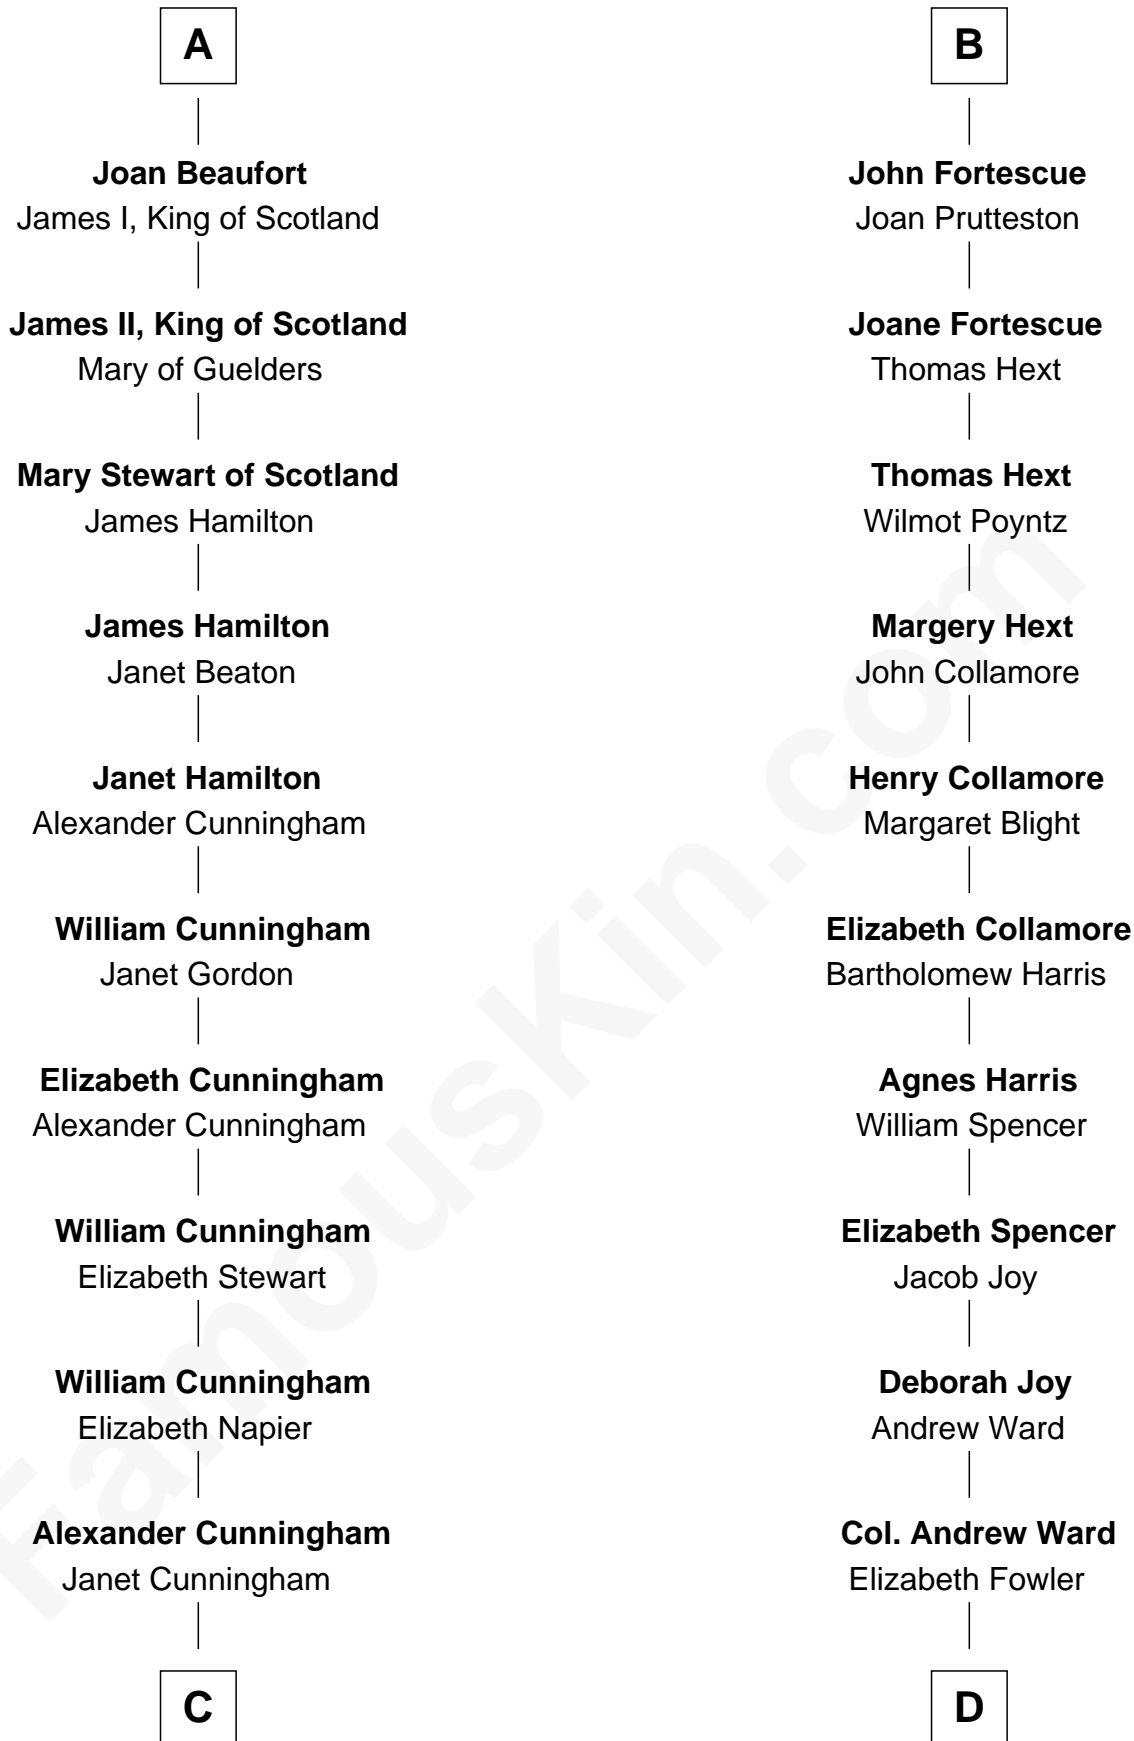 A
Joan Beaufort
James I, King of Scotland
James II, King of Scotland
Mary of Guelders
Mary Stewart of Scotland
James Hamilton
James Hamilton
Janet Beaton
Janet Hamilton
Alexander Cunningham
William Cunningham
Janet Gordon
Elizabeth Cunningham
Alexander Cunningham
William Cunningham
Elizabeth Stewart
William Cunningham
Elizabeth Napier
Alexander Cunningham
Janet Cunningham
C
B
John Fortescue
Joan Prutteston
Joane Fortescue
Thomas Hext
Thomas Hext
Wilmot Poyntz
Margery Hext
John Collamore
Henry Collamore
Margaret Blight
Elizabeth Collamore
Bartholomew Harris
Agnes Harris
William Spencer
Elizabeth Spencer
Jacob Joy
Deborah Joy
Andrew Ward
Col. Andrew Ward
Elizabeth Fowler
D
FamousKin.com